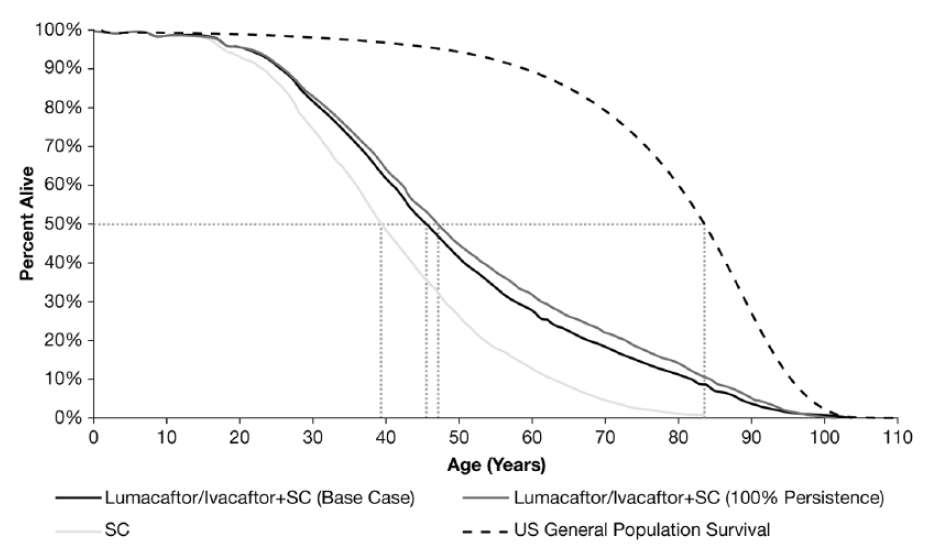 100%
90%
80%
70%
60%
50%
40%
30%
20%
10%
0%
Percent Alive
0 10 20 30 40 50 60 70 80 90 100 110
Age (Years)
Lumacaftor/Ivacaftor+SC (Base Case) Lumacaftor/Ivacaftor+SC (100% Persistence)
SC US General Population Survival